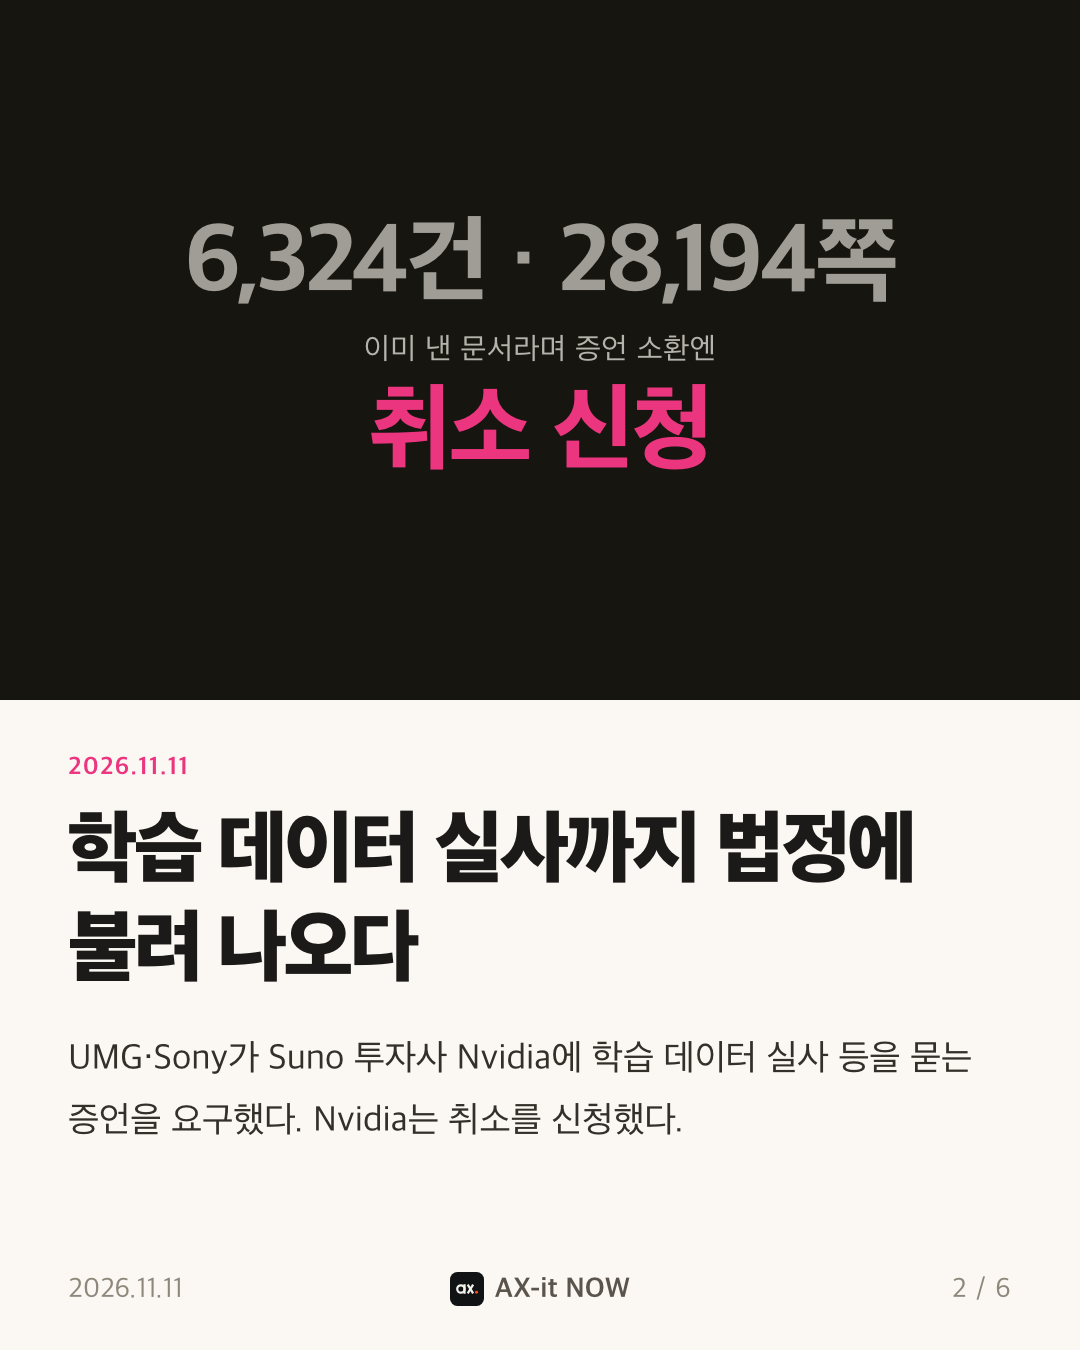 6,324건 · 28,194쪽
이미 낸 문서라며 증언 소환엔
취소 신청
2026.11.11
학습 데이터 실사까지 법정에
불려 나오다
UMG·Sony가 Suno 투자사 Nvidia에 학습 데이터 실사 등을 묻는
증언을 요구했다. Nvidia는 취소를 신청했다.
2026.11.11
ax. AX-it NOW
2 / 6